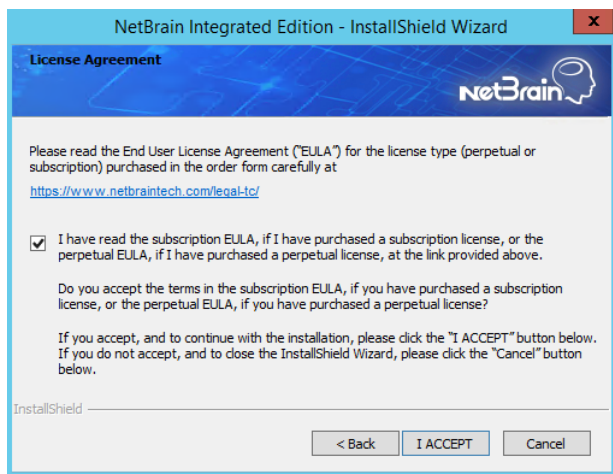 NetBrain Integrated Edition - InstallShield Wizard
x
License Agreement
NetBrain
Please read the End User License Agreement ("EULA") for the license type (perpetual or
subscription) purchased in the order form carefully at
https://www.netbraintech.com/legal-tc/
I have read the subscription EULA, if I have purchased a subscription license, or the
perpetual EULA, if I have purchased a perpetual license, at the link provided above.
Do you accept the terms in the subscription EULA, if you have purchased a subscription
license, or the perpetual EULA, if you have purchased a perpetual license?
If you accept, and to continue with the installation, please click the "I ACCEPT" button below.
If you do not accept, and to close the InstallShield Wizard, please click the "Cancel" button
below.
InstallShield
< Back I ACCEPT Cancel